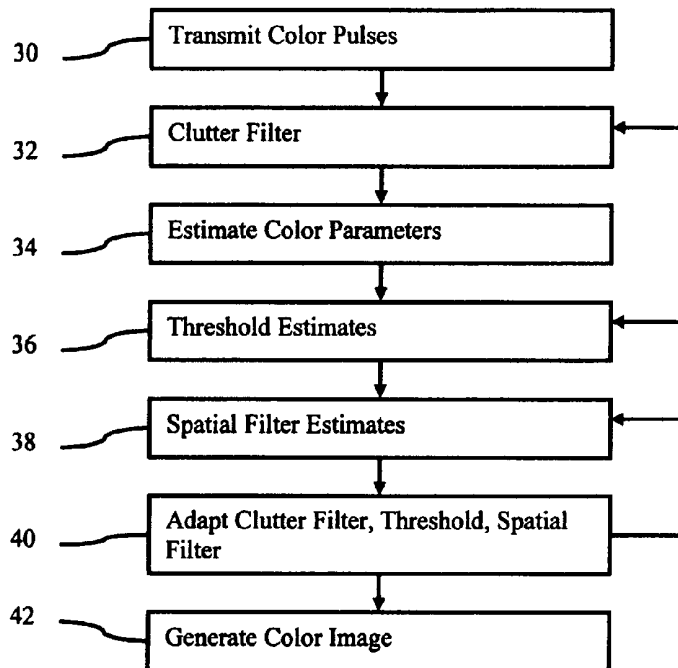 30 Transmit Color Pulses
32 Clutter Filter
34 Estimate Color Parameters
36 Threshold Estimates
38 Spatial Filter Estimates
40 Adapt Clutter Filter, Threshold, Spatial
Filter
42 Generate Color Image